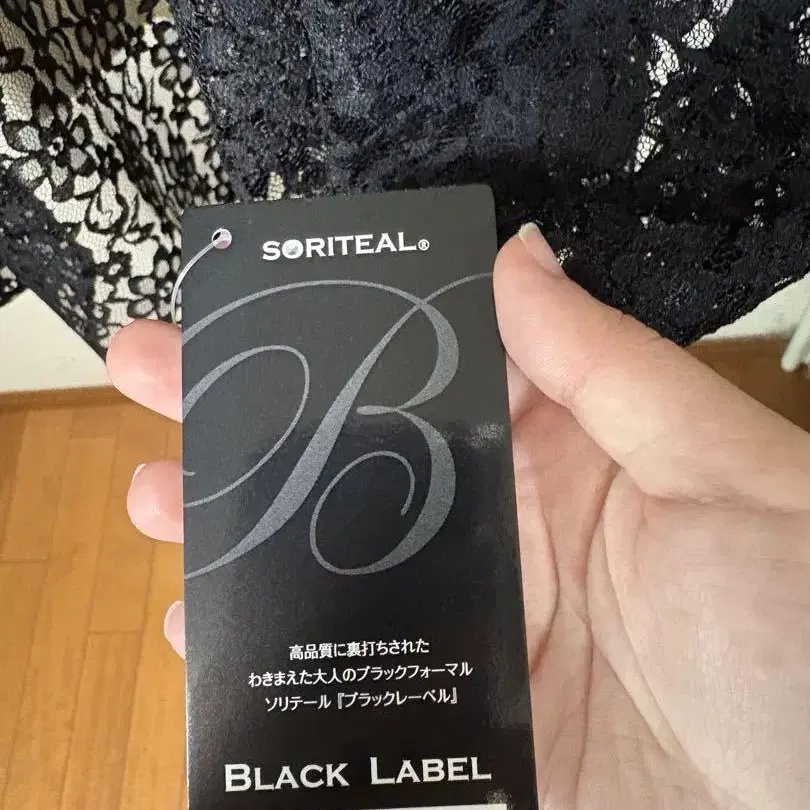 SORITEAL®
B
高品質に裏打ちされた
わきまえた大人のブラックフォーマル
ソリテール『ブラックレーベル』
BLACK LABEL